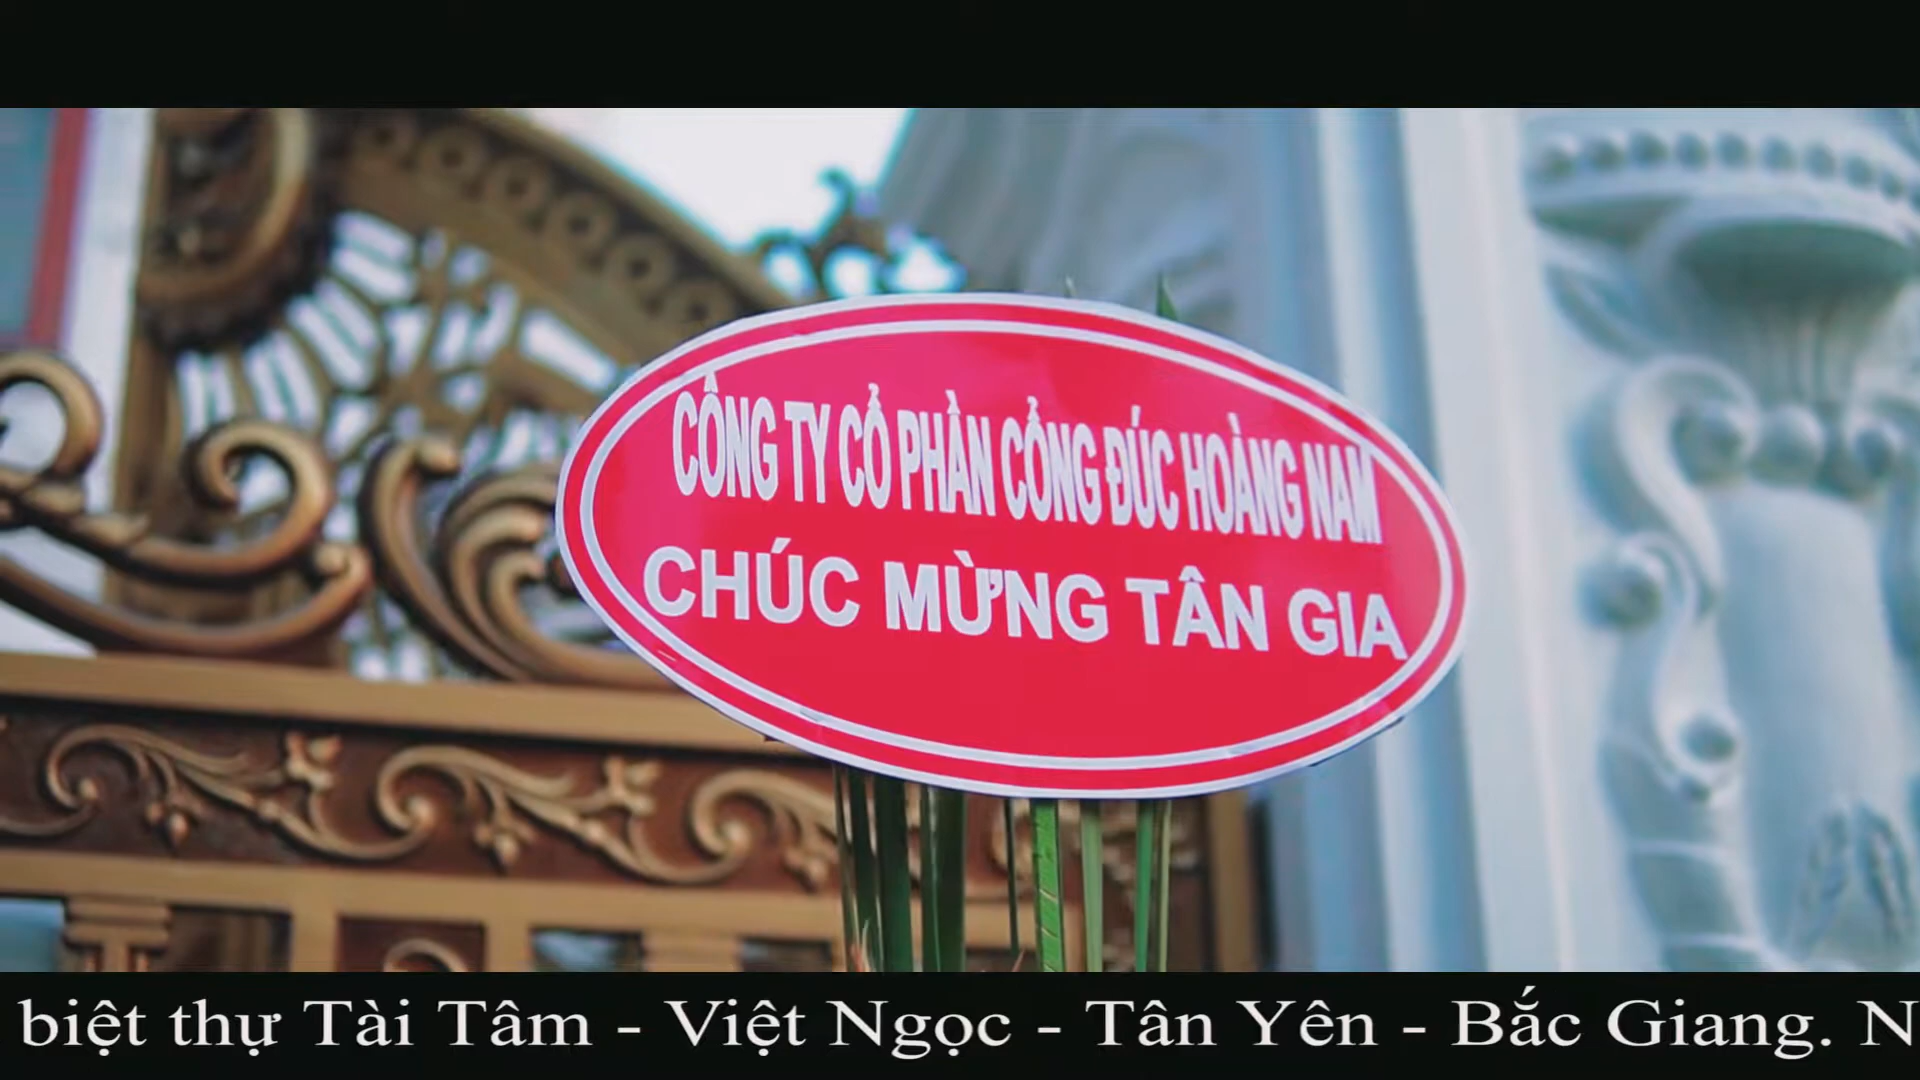 CÔNG TY CỔ PHẦN CỔNG ĐÚC HOÀNG NAM
CHÚC MỪNG TÂN GIA
biệt thự Tài Tâm - Việt Ngọc - Tân Yên - Bắc Giang. N